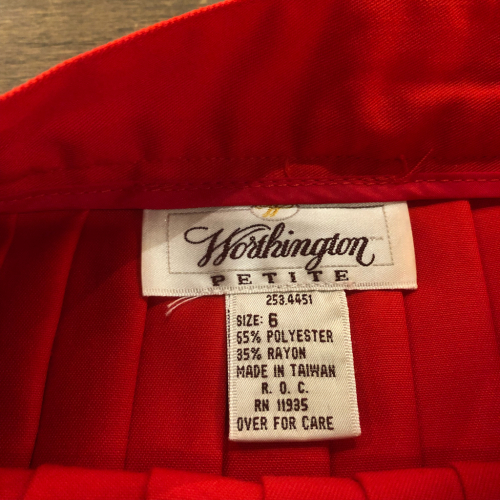 Worthington
PETITE
253.4451
SIZE: 6
65% POLYESTER
35% RAYON
MADE IN TAIWAN
R. O. C.
RN 11935
OVER FOR CARE